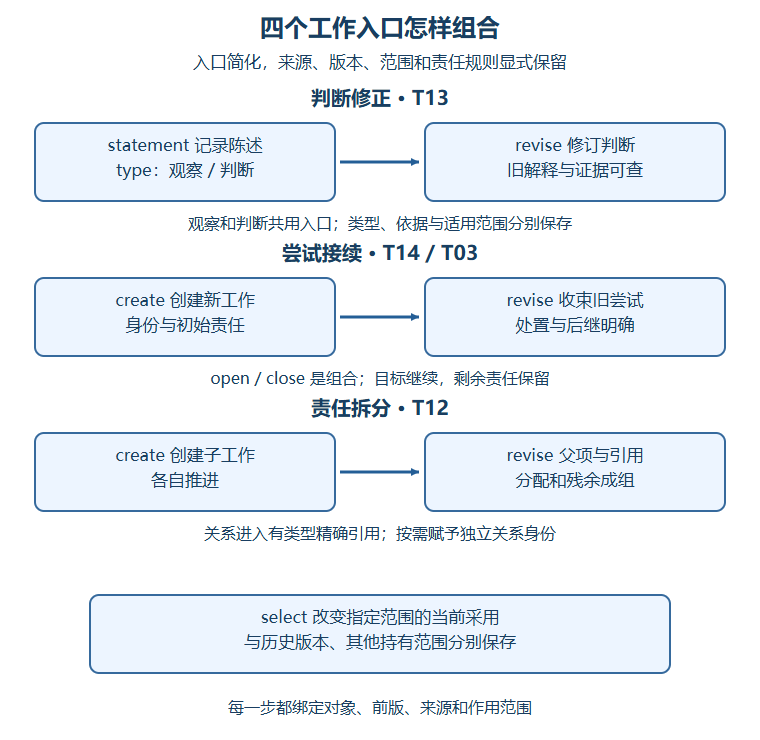 四个工作入口怎样组合
入口简化，来源、版本、范围和责任规则显式保留
判断修正 · T13
statement 记录陈述
type：观察 / 判断
revise 修订判断
旧解释与证据可查
观察和判断共用入口；类型、依据与适用范围分别保存
尝试接续 · T14 / T03
create 创建新工作
身份与初始责任
revise 收束旧尝试
处置与后继明确
open / close 是组合；目标继续，剩余责任保留
责任拆分 · T12
create 创建子工作
各自推进
revise 父项与引用
分配和残余成组
关系进入有类型精确引用；按需赋予独立关系身份
select 改变指定范围的当前采用
与历史版本、其他持有范围分别保存
每一步都绑定对象、前版、来源和作用范围